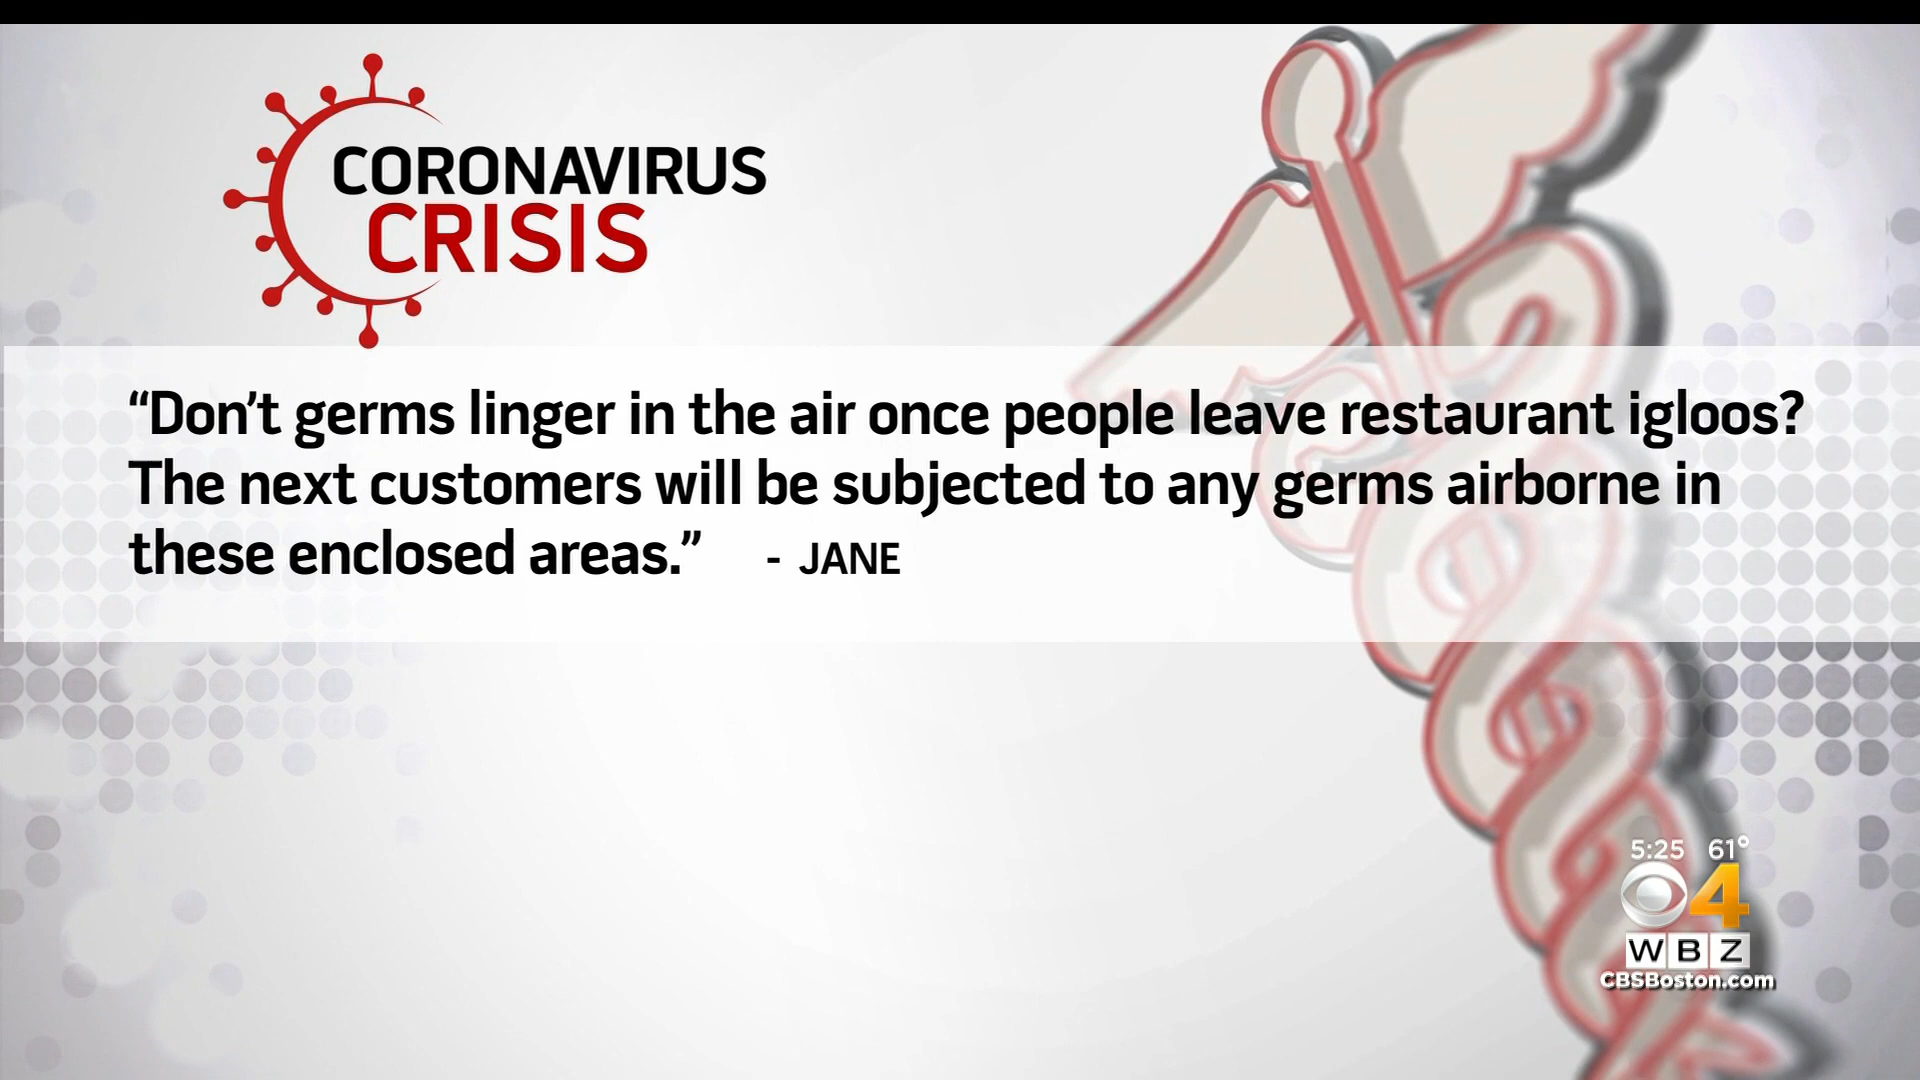 CORONAVIRUS
CRISIS
“Don’t germs linger in the air once people leave restaurant igloos?
The next customers will be subjected to any germs airborne in
these enclosed areas.” - JANE
5:25 61°
4
WBZ
CBSBoston.com